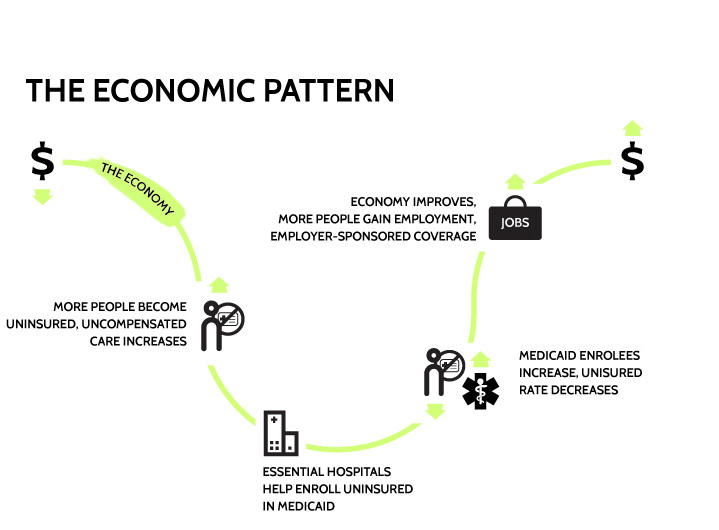 THE ECONOMIC PATTERN
$
THE ECONOMY
MORE PEOPLE BECOME
UNINSURED, UNCOMPENSATED
CARE INCREASES
ESSENTIAL HOSPITALS
HELP ENROLL UNINSURED
IN MEDICAID
MEDICAID ENROLEES
INCREASE, UNISURED
RATE DECREASES
ECONOMY IMPROVES,
MORE PEOPLE GAIN EMPLOYMENT,
EMPLOYER-SPONSORED COVERAGE
JOBS
$